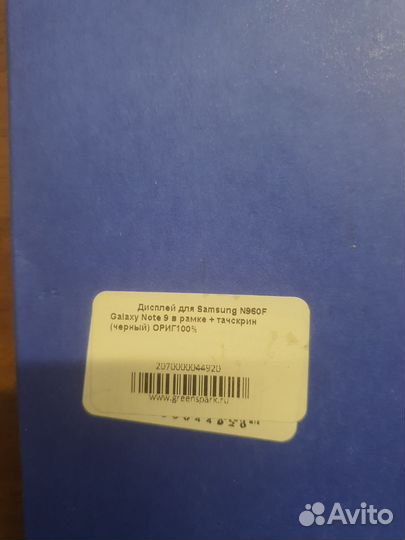 Дисплей для Samsung N960F
Galaxy Note 9 в рамке + тачскрин
(черный) ОРИГ100%
2070000044920
www.greenspark.ru
Avito